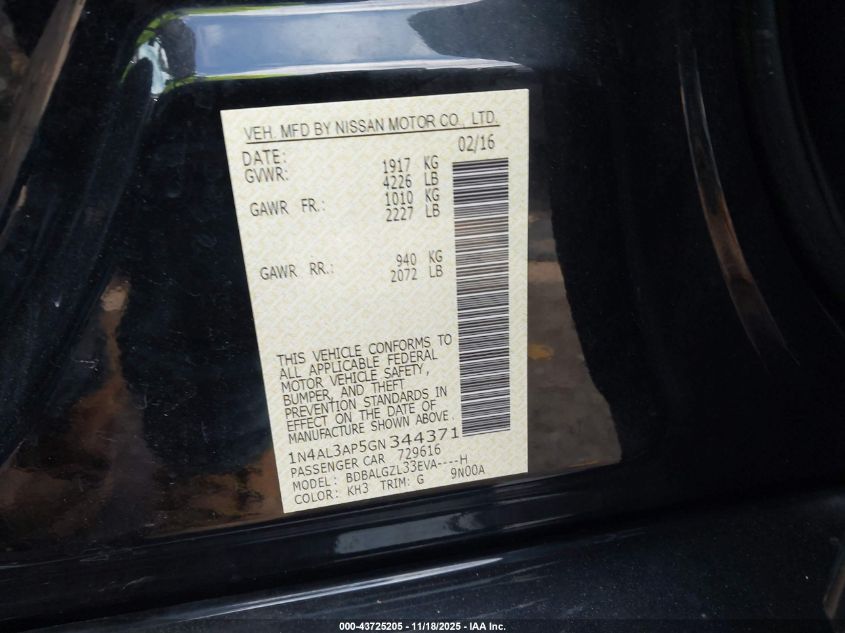 VEH. MFD BY NISSAN MOTOR CO., LTD.
DATE: 02/16
GVWR: 1917 KG
4226 LB
GAWR FR.: 1010 KG
2227 LB
GAWR RR.: 940 KG
2072 LB
THIS VEHICLE CONFORMS TO
ALL APPLICABLE FEDERAL
MOTOR VEHICLE SAFETY,
BUMPER, AND THEFT
PREVENTION STANDARDS IN
EFFECT ON THE DATE OF
MANUFACTURE SHOWN ABOVE.
1N4AL3AP5GN344371
PASSENGER CAR 729616
MODEL: BDBALGZL33EVA----H
COLOR: KH3 TRIM: G 9N00A
000-43725205 - 11/18/2025 - IAA Inc.